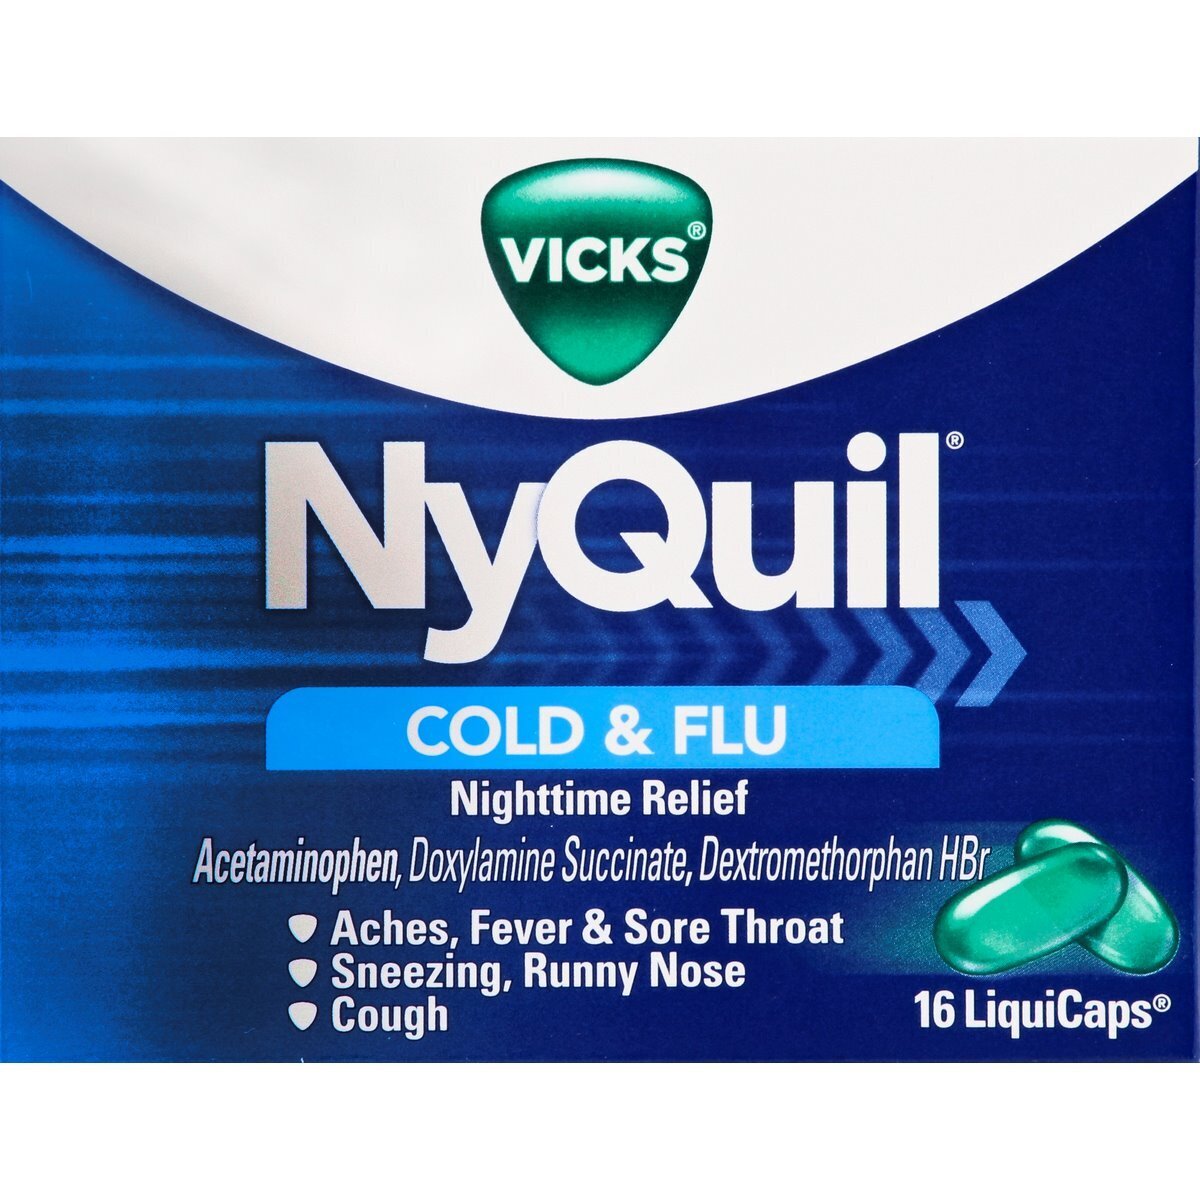 VICKS®
NyQuil®
COLD & FLU
Nighttime Relief
Acetaminophen, Doxylamine Succinate, Dextromethorphan HBr
Aches, Fever & Sore Throat
Sneezing, Runny Nose
Cough
16 LiquiCaps®